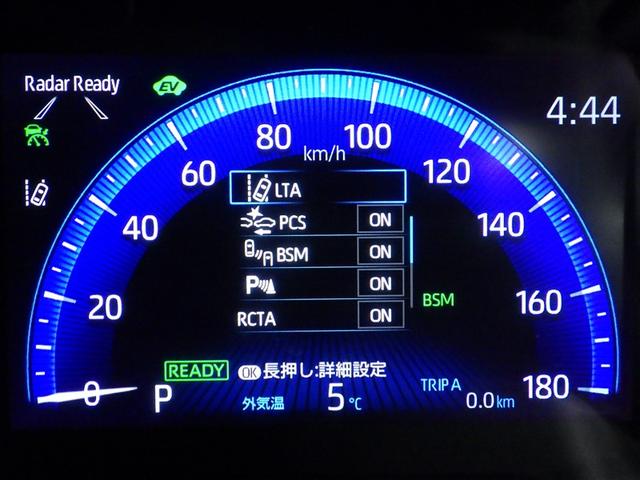 Radar Ready
EV
4:44
km/h
0
20
40
60
80
100
120
140
160
180
LTA
PCS ON
BSM ON
P ON
RCTA ON
BSM
READY
OK 長押し:詳細設定
P
外気温 5 ℃
TRIP A
0.0 km